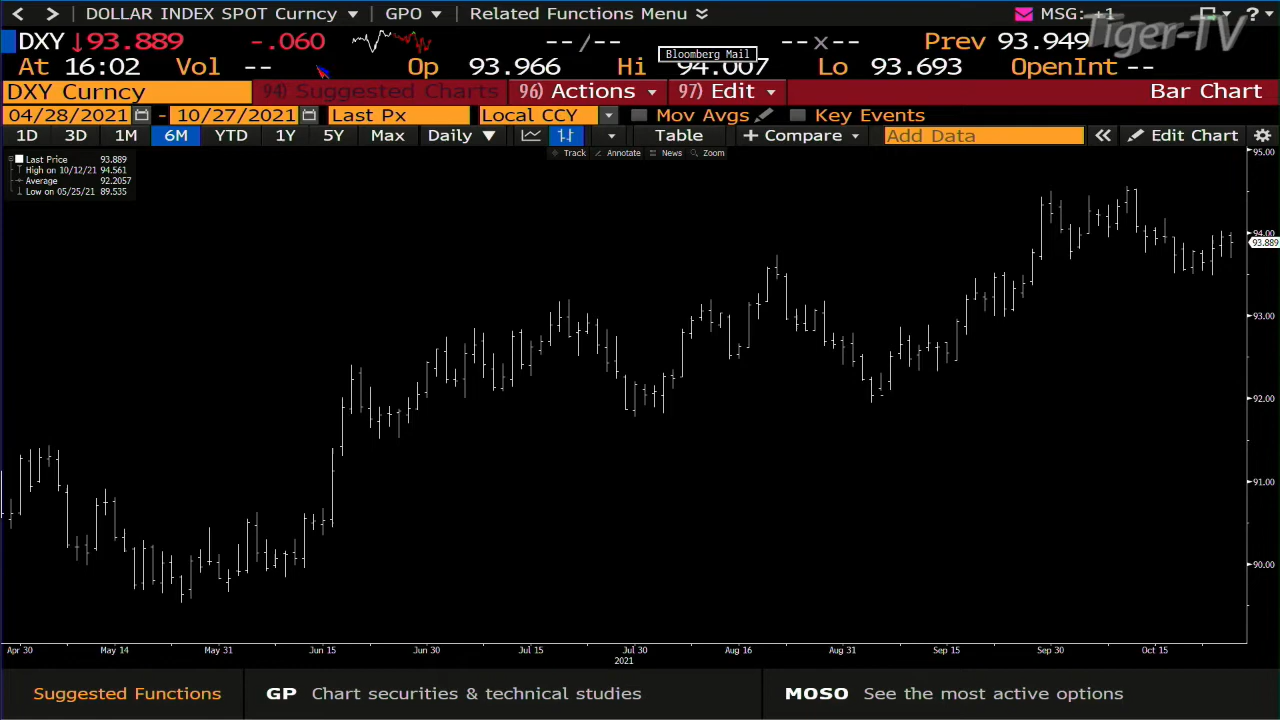 DOLLAR INDEX SPOT Curncy GPO Related Functions Menu MSG: +1 ?
Tiger-TV
DXY ↓93.889 -.060 --/-- --x-- Prev 93.949
Bloomberg Mail
At 16:02 Vol -- Op 93.966 Hi 94.007 Lo 93.693 OpenInt --
DXY Curncy 94) Suggested Charts 96) Actions 97) Edit Bar Chart
04/28/2021 - 10/27/2021 Last Px Local CCY Mov Avgs Key Events
1D 3D 1M 6M YTD 1Y 5Y Max Daily ▼ Table + Compare Add Data « Edit Chart
Track Annotate News Zoom
Last Price 93.889
High on 10/12/21 94.561
Average 92.2057
Low on 05/25/21 89.535
95.00
94.00
93.889
93.00
92.00
91.00
90.00
Apr 30 May 14 May 31 Jun 15 Jun 30 Jul 15 Jul 30 Aug 16 Aug 31 Sep 15 Sep 30 Oct 15
2021
Suggested Functions GP Chart securities & technical studies MOSO See the most active options